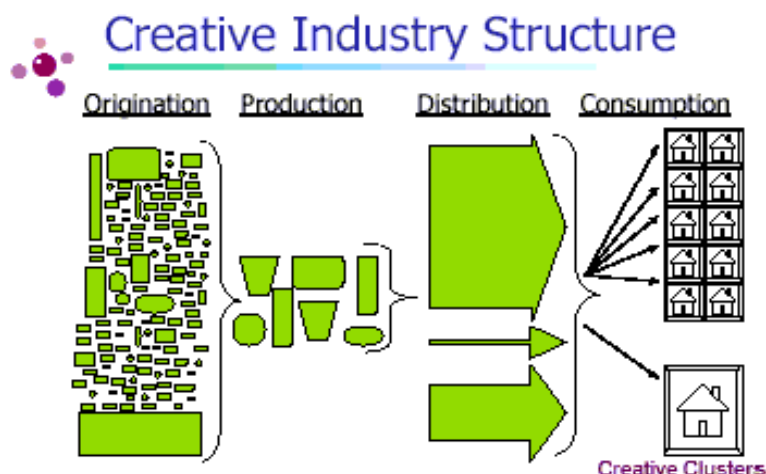 Creative Industry Structure
Origination Production Distribution Consumption
Creative Clusters